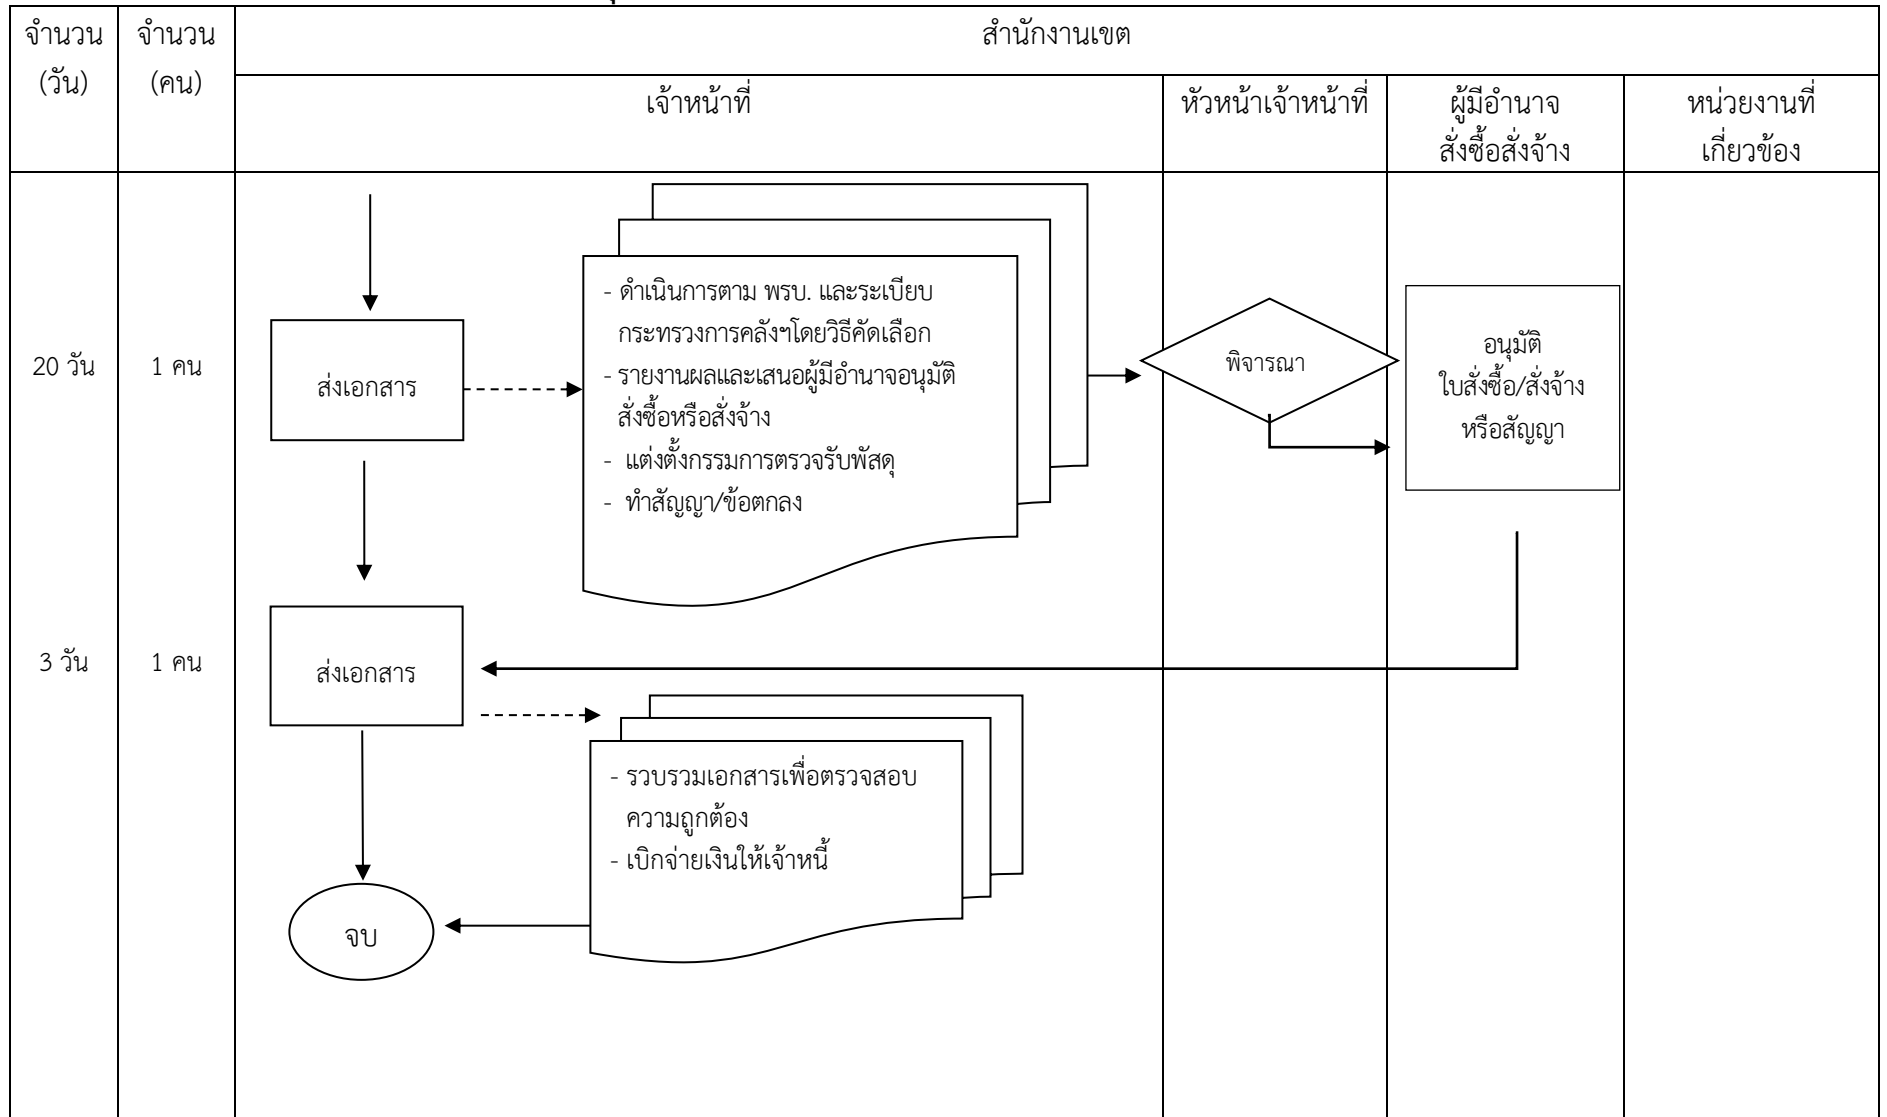 จำนวน
(วัน)
จำนวน
(คน)
สำนักงานเขต
เจ้าหน้าที่
หัวหน้าเจ้าหน้าที่
ผู้มีอำนาจ
สั่งซื้อสั่งจ้าง
หน่วยงานที่
เกี่ยวข้อง
20 วัน
1 คน
ส่งเอกสาร
- ดำเนินการตาม พรบ. และระเบียบ
กระทรวงการคลังฯโดยวิธีคัดเลือก
- รายงานผลและเสนอผู้มีอำนาจอนุมัติ
สั่งซื้อหรือสั่งจ้าง
- แต่งตั้งกรรมการตรวจรับพัสดุ
- ทำสัญญา/ข้อตกลง
พิจารณา
อนุมัติ
ใบสั่งซื้อ/สั่งจ้าง
หรือสัญญา
3 วัน
1 คน
ส่งเอกสาร
- รวบรวมเอกสารเพื่อตรวจสอบ
ความถูกต้อง
- เบิกจ่ายเงินให้เจ้าหนี้
จบ